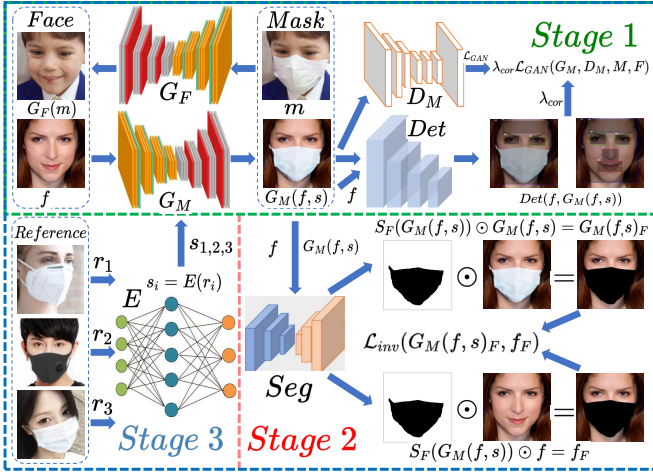 Face
Mask
Stage 1
G_F
G_F(m)
m
D_M
ℒ_GAN
λ_cor ℒ_GAN(G_M, D_M, M, F)
λ_cor
Det
f
G_M
G_M(f, s)
f
Det(f, G_M(f, s))
Reference
s_1,2,3
r_1
s_i = E(r_i)
E
r_2
r_3
Stage 3
f
G_M(f, s)
S_F(G_M(f, s)) ⊙ G_M(f, s) = G_M(f,s)_F
⊙
=
Seg
ℒ_inv(G_M(f, s)_F, f_F)
⊙
=
Stage 2
S_F(G_M(f, s)) ⊙ f = f_F